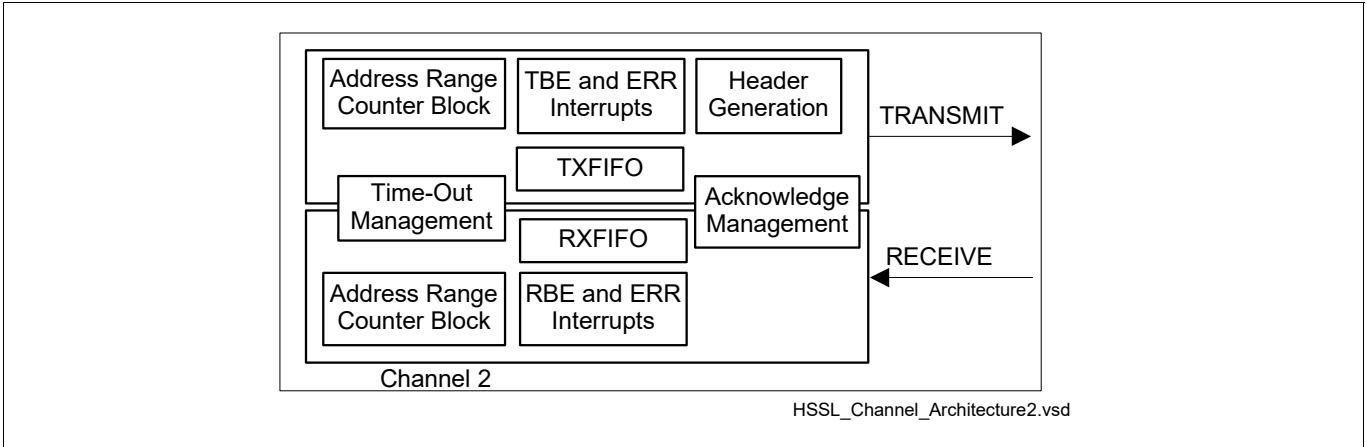 Address Range
Counter Block
TBE and ERR
Interrupts
Header
Generation
TRANSMIT
TXFIFO
Time-Out
Management
Acknowledge
Management
RXFIFO
RECEIVE
Address Range
Counter Block
RBE and ERR
Interrupts
Channel 2
HSSL_Channel_Architecture2.vsd